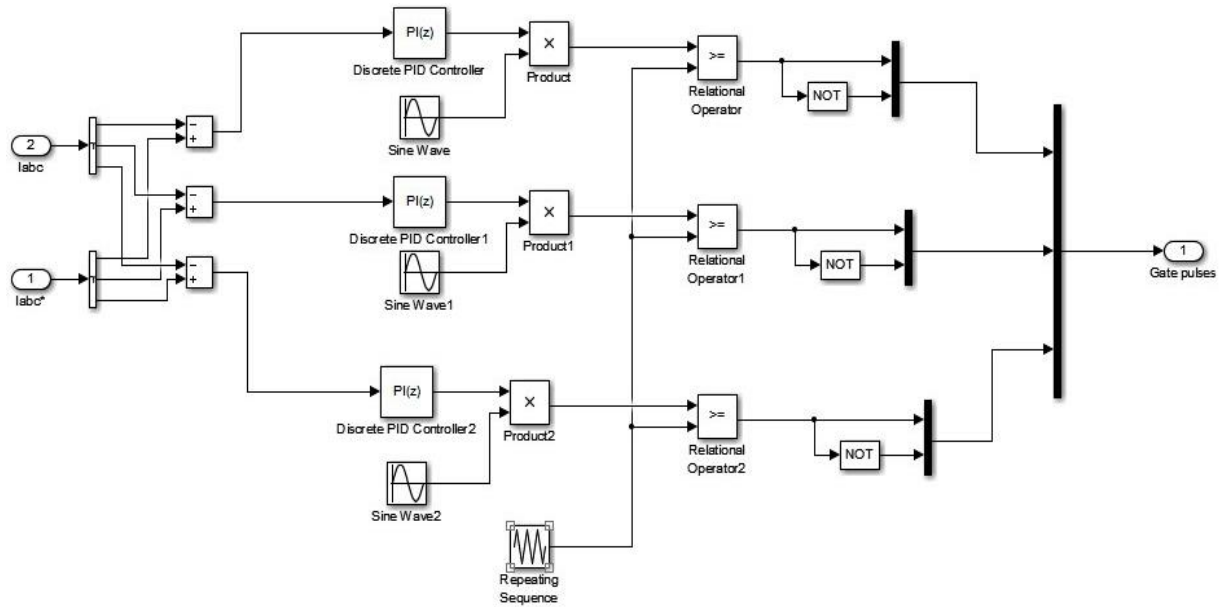 PI(z)
×
Discrete PID Controller
Product
>=
Relational
Operator
NOT
Sine Wave
2
Iabc
−
+
−
+
PI(z)
×
Discrete PID Controller1
Product1
>=
Relational
Operator1
NOT
Sine Wave1
1
Gate pulses
1
Iabc*
−
+
PI(z)
×
Discrete PID Controller2
Product2
>=
Relational
Operator2
NOT
Sine Wave2
Repeating
Sequence